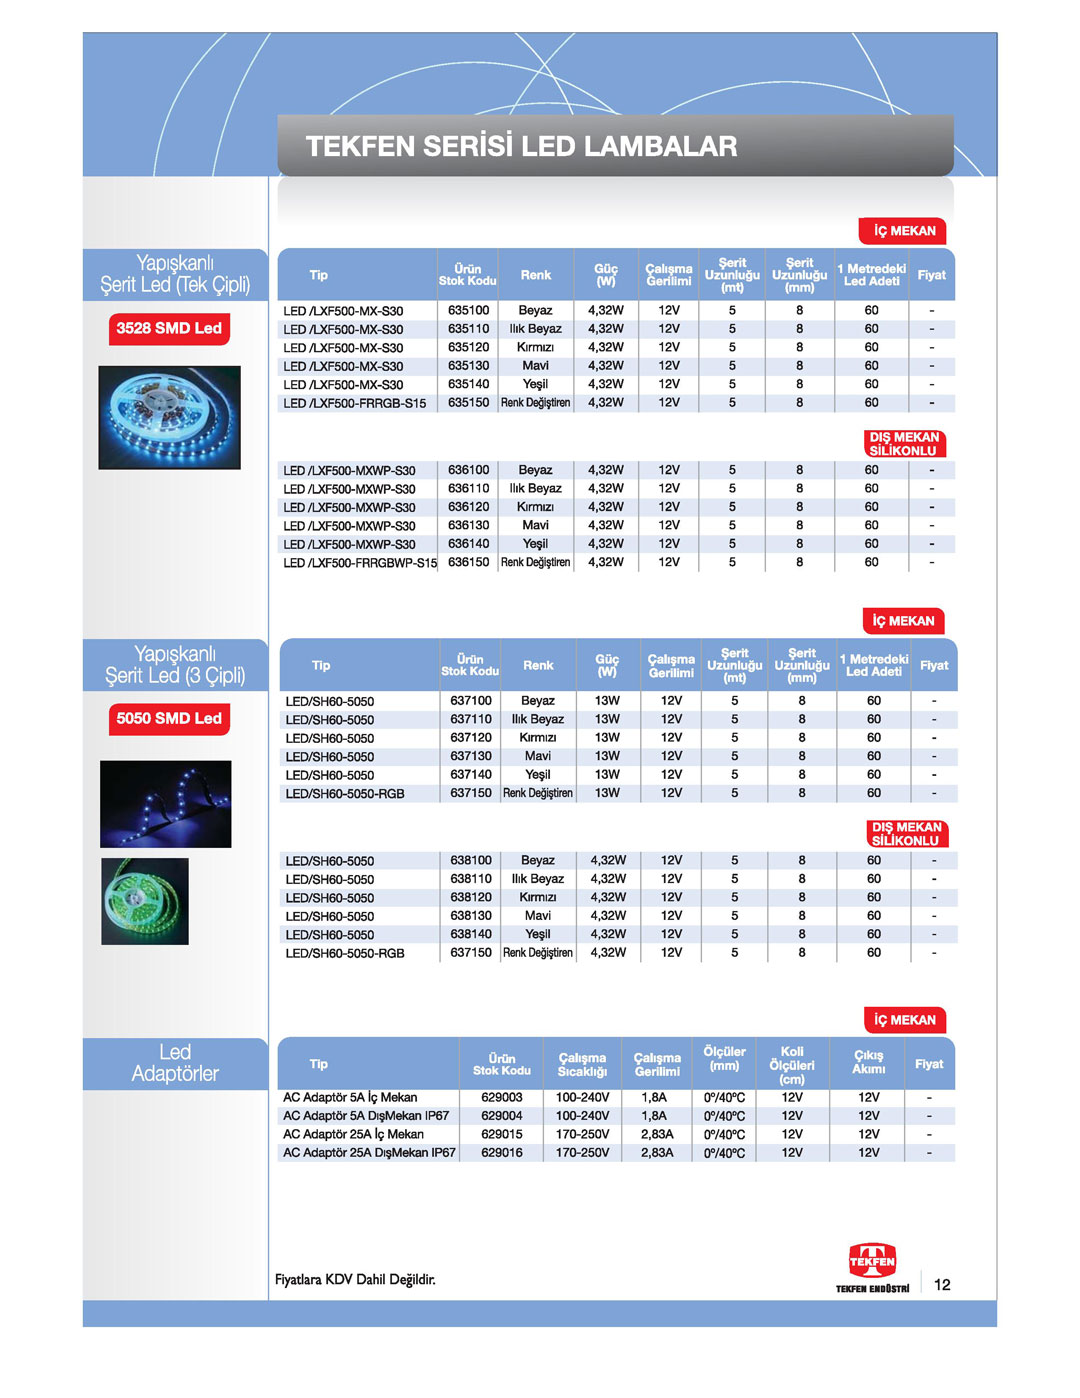 TEKFEN SERİSİ LED LAMBALAR
İÇ MEKAN
Yapışkanlı
Şerit Led (Tek Çipli)
3528 SMD Led
Tip Ürün Stok Kodu Renk Güç (W) Çalışma Gerilimi Şerit Uzunluğu (mt) Şerit Uzunluğu (mm) 1 Metredeki Led Adeti Fiyat
LED /LXF500-MX-S30 635100 Beyaz 4,32W 12V 5 8 60 -
LED /LXF500-MX-S30 635110 Ilık Beyaz 4,32W 12V 5 8 60 -
LED /LXF500-MX-S30 635120 Kırmızı 4,32W 12V 5 8 60 -
LED /LXF500-MX-S30 635130 Mavi 4,32W 12V 5 8 60 -
LED /LXF500-MX-S30 635140 Yeşil 4,32W 12V 5 8 60 -
LED /LXF500-FRRGB-S15 635150 Renk Değiştiren 4,32W 12V 5 8 60 -
DIŞ MEKAN
SİLİKONLU
LED /LXF500-MXWP-S30 636100 Beyaz 4,32W 12V 5 8 60 -
LED /LXF500-MXWP-S30 636110 Ilık Beyaz 4,32W 12V 5 8 60 -
LED /LXF500-MXWP-S30 636120 Kırmızı 4,32W 12V 5 8 60 -
LED /LXF500-MXWP-S30 636130 Mavi 4,32W 12V 5 8 60 -
LED /LXF500-MXWP-S30 636140 Yeşil 4,32W 12V 5 8 60 -
LED /LXF500-FRRGBWP-S15 636150 Renk Değiştiren 4,32W 12V 5 8 60 -
İÇ MEKAN
Yapışkanlı
Şerit Led (3 Çipli)
5050 SMD Led
Tip Ürün Stok Kodu Renk Güç (W) Çalışma Gerilimi Şerit Uzunluğu (mt) Şerit Uzunluğu (mm) 1 Metredeki Led Adeti Fiyat
LED/SH60-5050 637100 Beyaz 13W 12V 5 8 60 -
LED/SH60-5050 637110 Ilık Beyaz 13W 12V 5 8 60 -
LED/SH60-5050 637120 Kırmızı 13W 12V 5 8 60 -
LED/SH60-5050 637130 Mavi 13W 12V 5 8 60 -
LED/SH60-5050 637140 Yeşil 13W 12V 5 8 60 -
LED/SH60-5050-RGB 637150 Renk Değiştiren 13W 12V 5 8 60 -
DIŞ MEKAN
SİLİKONLU
LED/SH60-5050 638100 Beyaz 4,32W 12V 5 8 60 -
LED/SH60-5050 638110 Ilık Beyaz 4,32W 12V 5 8 60 -
LED/SH60-5050 638120 Kırmızı 4,32W 12V 5 8 60 -
LED/SH60-5050 638130 Mavi 4,32W 12V 5 8 60 -
LED/SH60-5050 638140 Yeşil 4,32W 12V 5 8 60 -
LED/SH60-5050-RGB 637150 Renk Değiştiren 4,32W 12V 5 8 60 -
İÇ MEKAN
Led
Adaptörler
Tip Ürün Stok Kodu Çalışma Sıcaklığı Çalışma Gerilimi Ölçüler (mm) Koli Ölçüleri (cm) Çıkış Akımı Fiyat
AC Adaptör 5A İç Mekan 629003 100-240V 1,8A 0º/40ºC 12V 12V -
AC Adaptör 5A DışMekan IP67 629004 100-240V 1,8A 0º/40ºC 12V 12V -
AC Adaptör 25A İç Mekan 629015 170-250V 2,83A 0º/40ºC 12V 12V -
AC Adaptör 25A DışMekan IP67 629016 170-250V 2,83A 0º/40ºC 12V 12V -
Fiyatlara KDV Dahil Değildir.
TEKFEN
TEKFEN ENDÜSTRİ
12